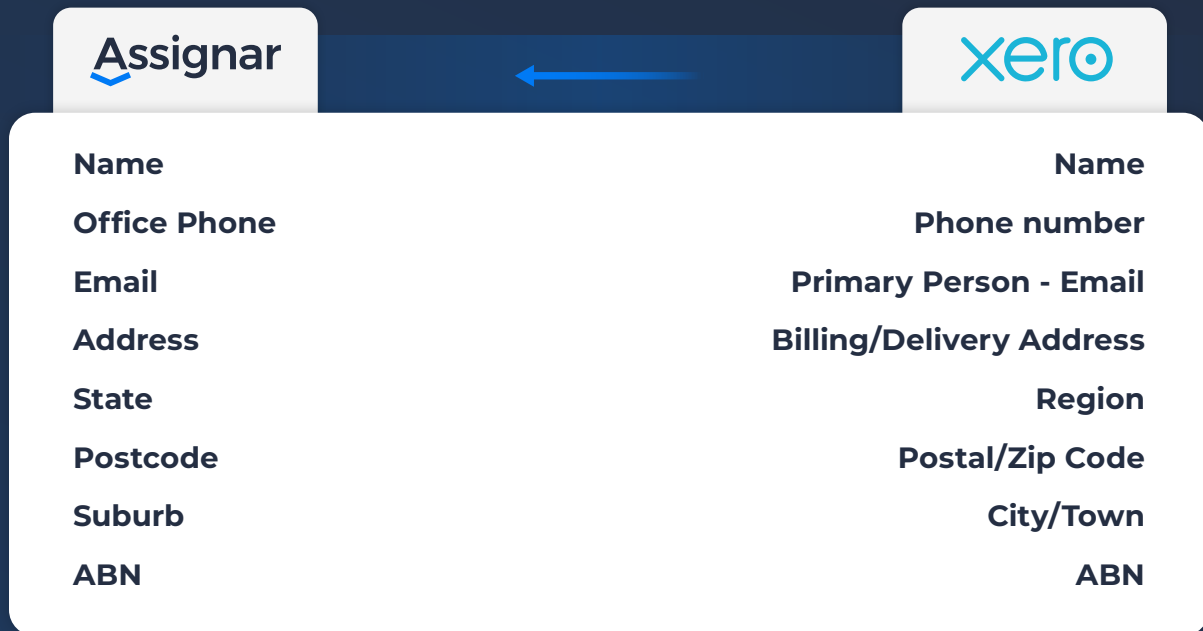 Assignar xero
Name Name
Office Phone Phone number
Email Primary Person - Email
Address Billing/Delivery Address
State Region
Postcode Postal/Zip Code
Suburb City/Town
ABN ABN